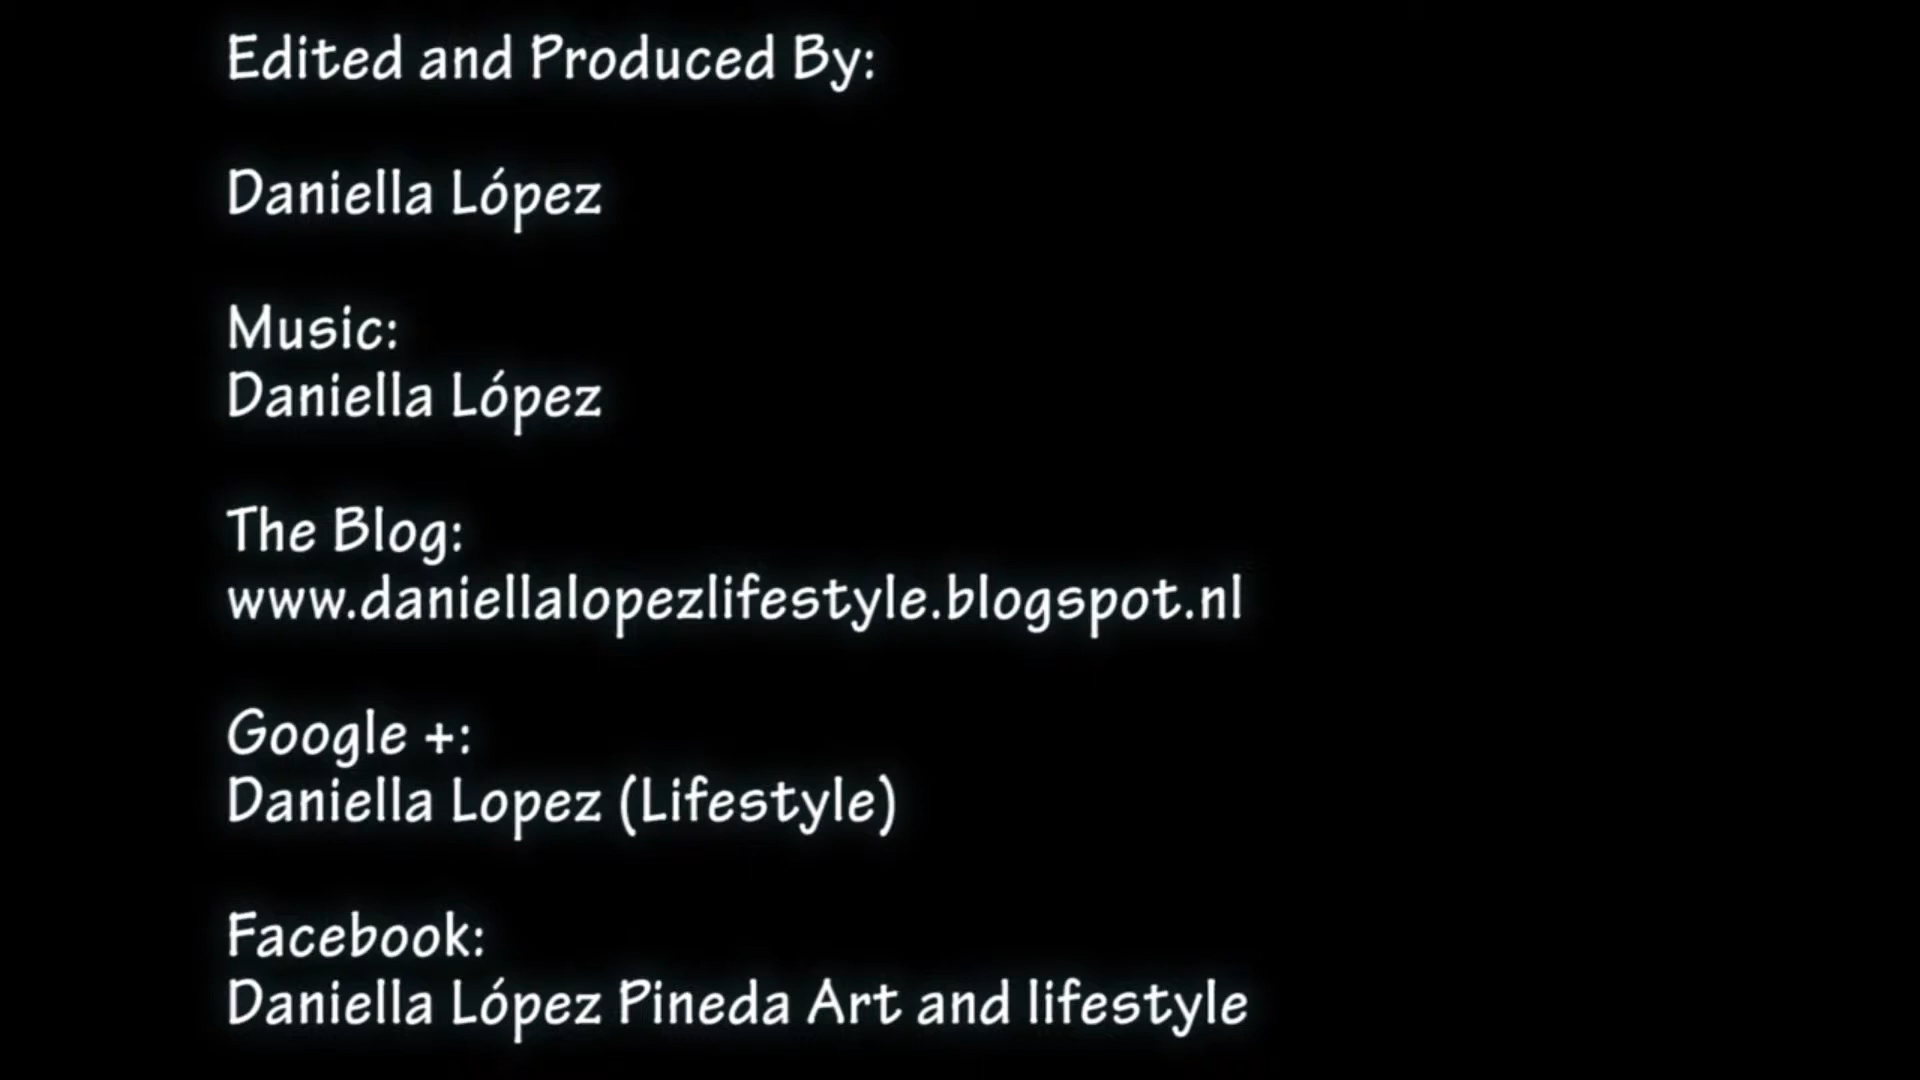 Edited and Produced By:
Daniella López
Music:
Daniella López
The Blog:
www.daniellalopezlifestyle.blogspot.nl
Google +:
Daniella Lopez (Lifestyle)
Facebook:
Daniella López Pineda Art and lifestyle